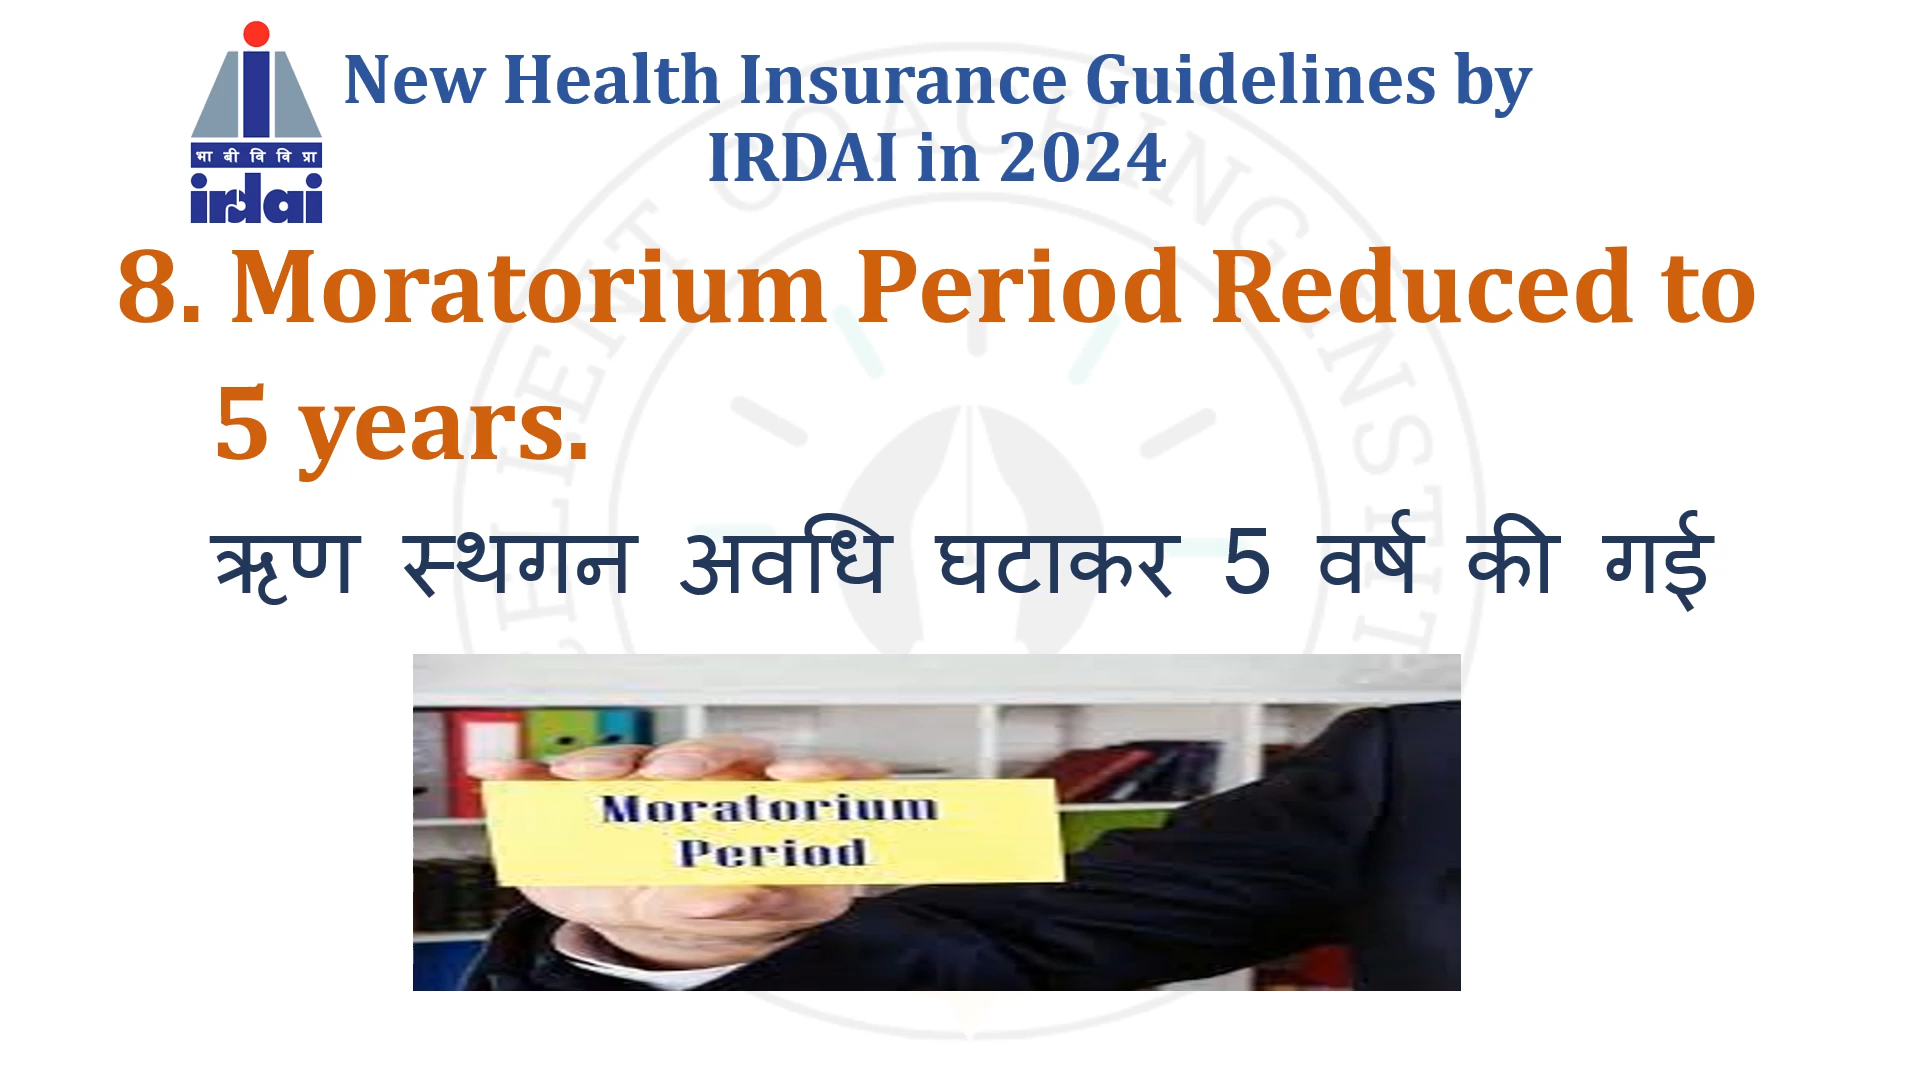 भा बी वि वि प्रा
irdai
New Health Insurance Guidelines by
IRDAI in 2024
8. Moratorium Period Reduced to
5 years.
ऋण स्थगन अवधि घटाकर 5 वर्ष की गई
Moratorium
Period
COACHING